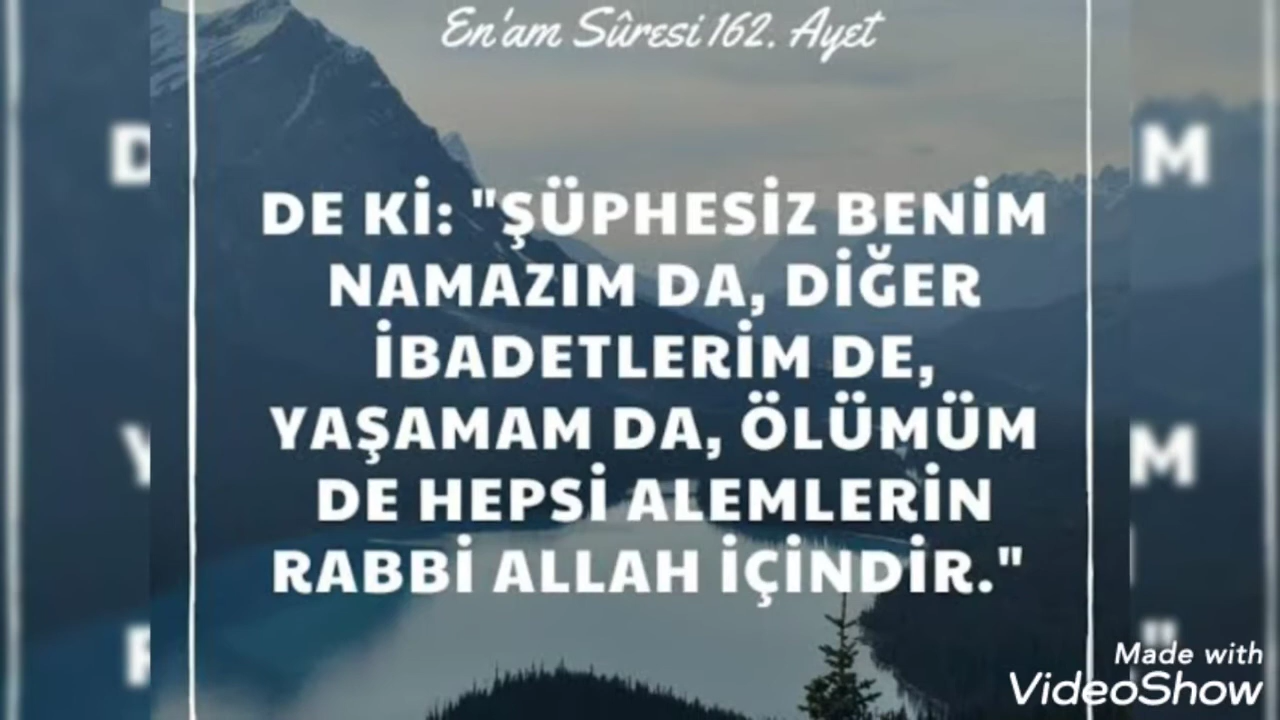 En'am Sûresi 162. Ayet
DE Kİ: "ŞÜPHESİZ BENİM
NAMAZIM DA, DİĞER
İBADETLERİM DE,
YAŞAMAM DA, ÖLÜMÜM
DE HEPSİ ALEMLERİN
RABBİ ALLAH İÇİNDİR."
Made with
VideoShow